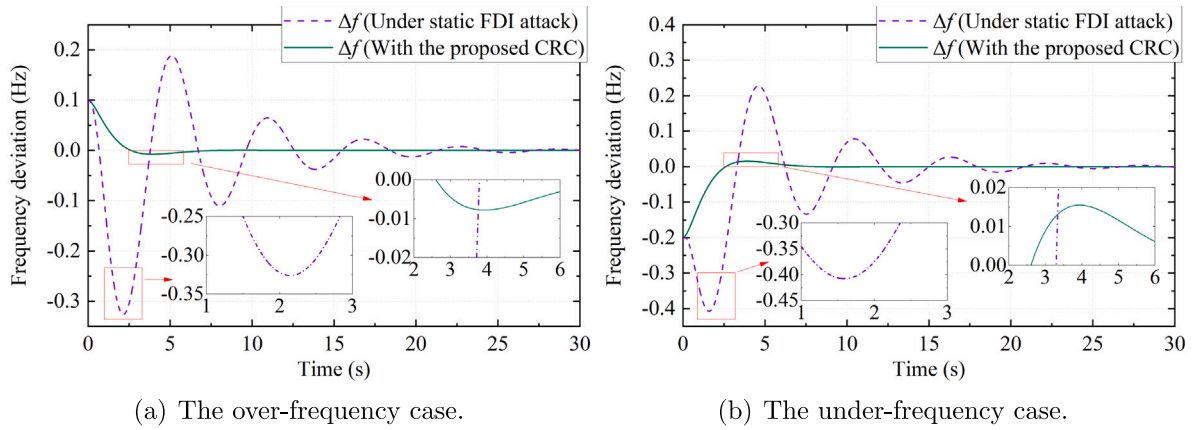 Δf (Under static FDI attack)
Δf (With the proposed CRC)
Frequency deviation (Hz)
0.2
0.1
0.0
-0.1
-0.2
-0.3
0.00
-0.01
-0.02
2 3 4 5 6
-0.25
-0.30
-0.35
1 2 3
0 5 10 15 20 25 30
Time (s)
(a) The over-frequency case.
Δf (Under static FDI attack)
Δf (With the proposed CRC)
Frequency deviation (Hz)
0.4
0.3
0.2
0.1
0.0
-0.1
-0.2
-0.3
-0.4
0.02
0.01
0.00
2 3 4 5 6
-0.30
-0.35
-0.40
-0.45
1 2 3
0 5 10 15 20 25 30
Time (s)
(b) The under-frequency case.